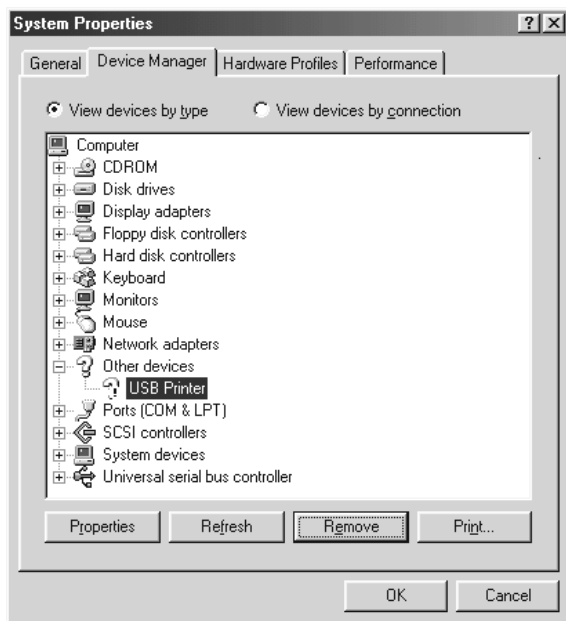 System Properties ? ×
General Device Manager Hardware Profiles Performance
View devices by type View devices by connection
Computer
CDROM
Disk drives
Display adapters
Floppy disk controllers
Hard disk controllers
Keyboard
Monitors
Mouse
Network adapters
Other devices
USB Printer
Ports (COM & LPT)
SCSI controllers
System devices
Universal serial bus controller
Properties Refresh Remove Print...
OK Cancel